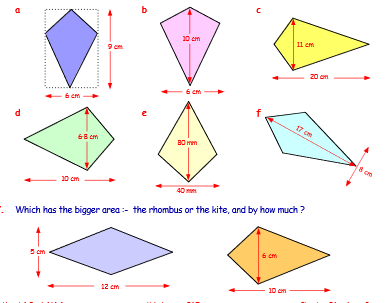 a b c
9 cm
10 cm
11 cm
6 cm
6 cm
20 cm
d e f
6·8 cm
80 mm
17 cm
8 cm
10 cm
40 mm
7. Which has the bigger area :- the rhombus or the kite, and by how much ?
5 cm
6 cm
12 cm
10 cm